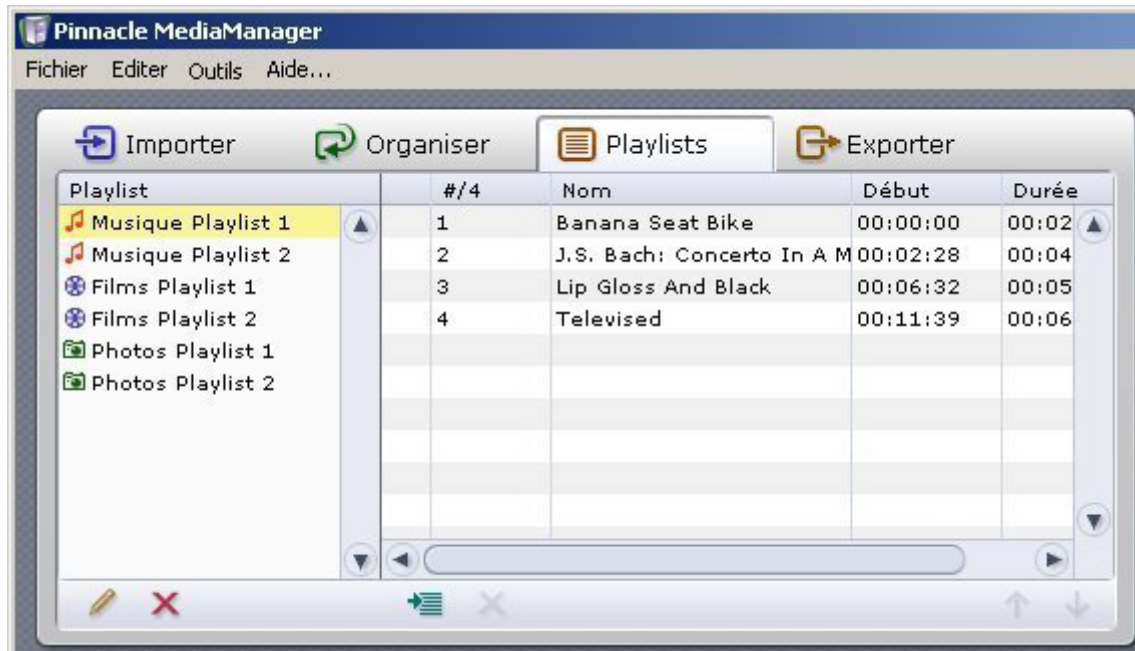 Pinnacle MediaManager
Fichier Editer Outils Aide...
Importer Organiser Playlists Exporter
Playlist #/4 Nom Début Durée
Musique Playlist 1 1 Banana Seat Bike 00:00:00 00:02
Musique Playlist 2 2 J.S. Bach: Concerto In A M 00:02:28 00:04
Films Playlist 1 3 Lip Gloss And Black 00:06:32 00:05
Films Playlist 2 4 Televised 00:11:39 00:06
Photos Playlist 1
Photos Playlist 2